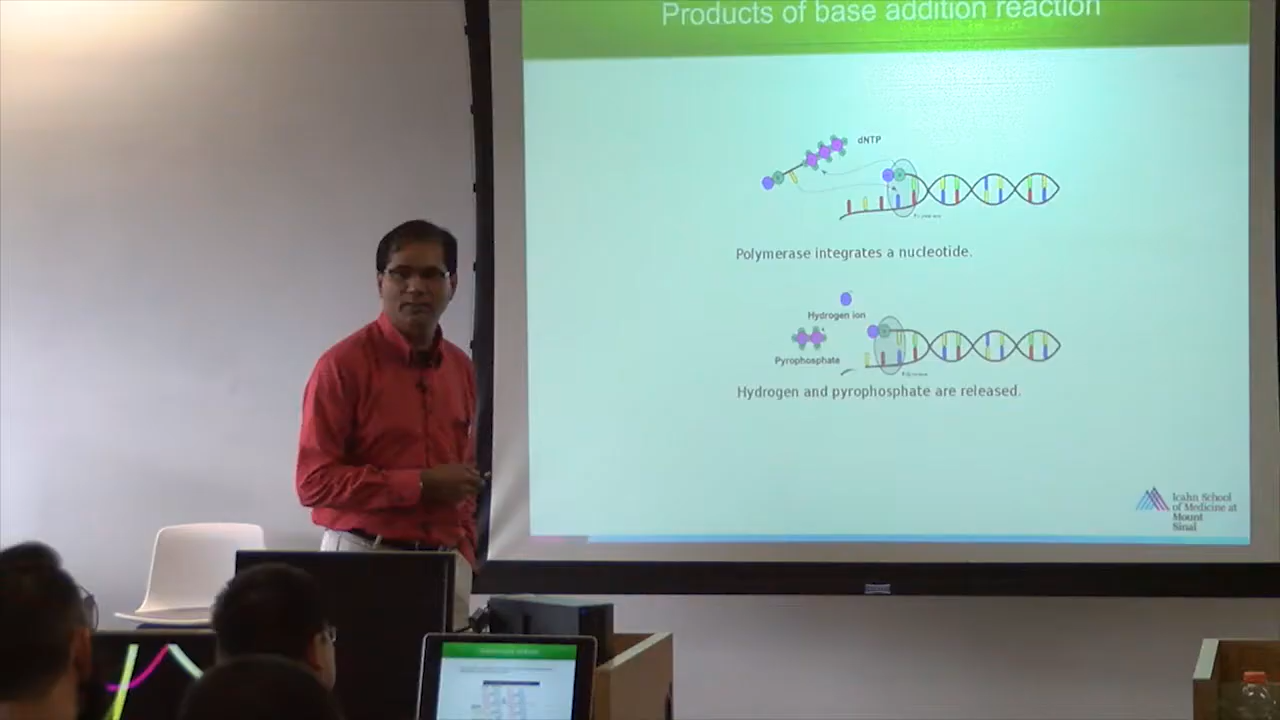 Products of base addition reaction
dNTP
Polymerase integrates a nucleotide.
Hydrogen ion
Pyrophosphate
Hydrogen and pyrophosphate are released.
Icahn School
of Medicine at
Mount
Sinai